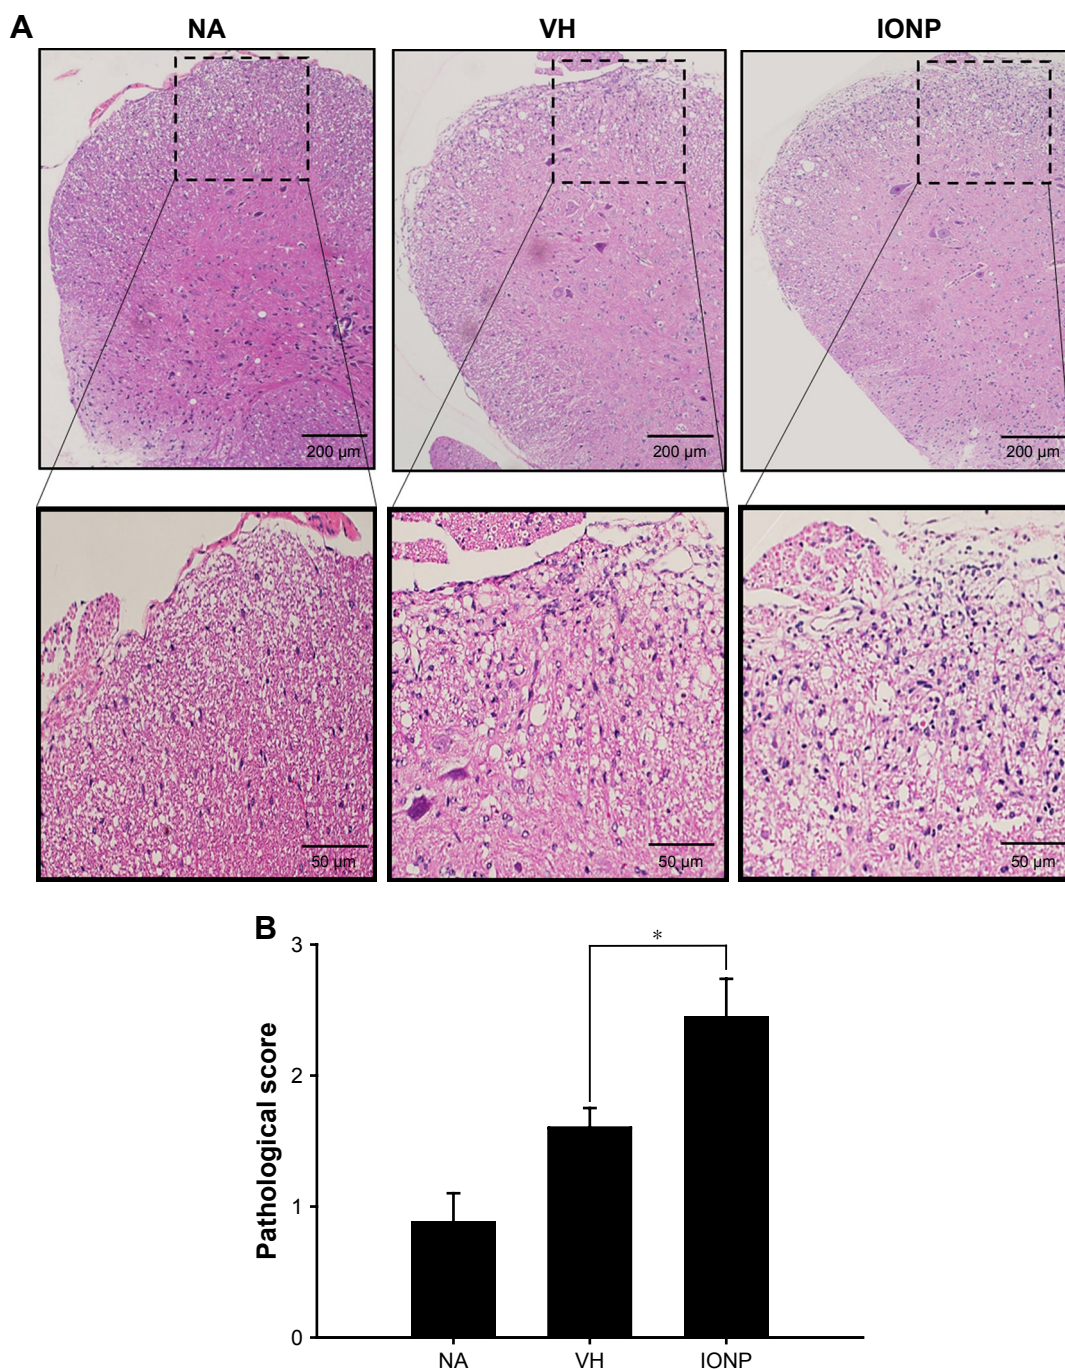 A
NA VH IONP
200 µm 200 µm 200 µm
50 µm 50 µm 50 µm
B
3
*
2
1
0
Pathological score
NA VH IONP